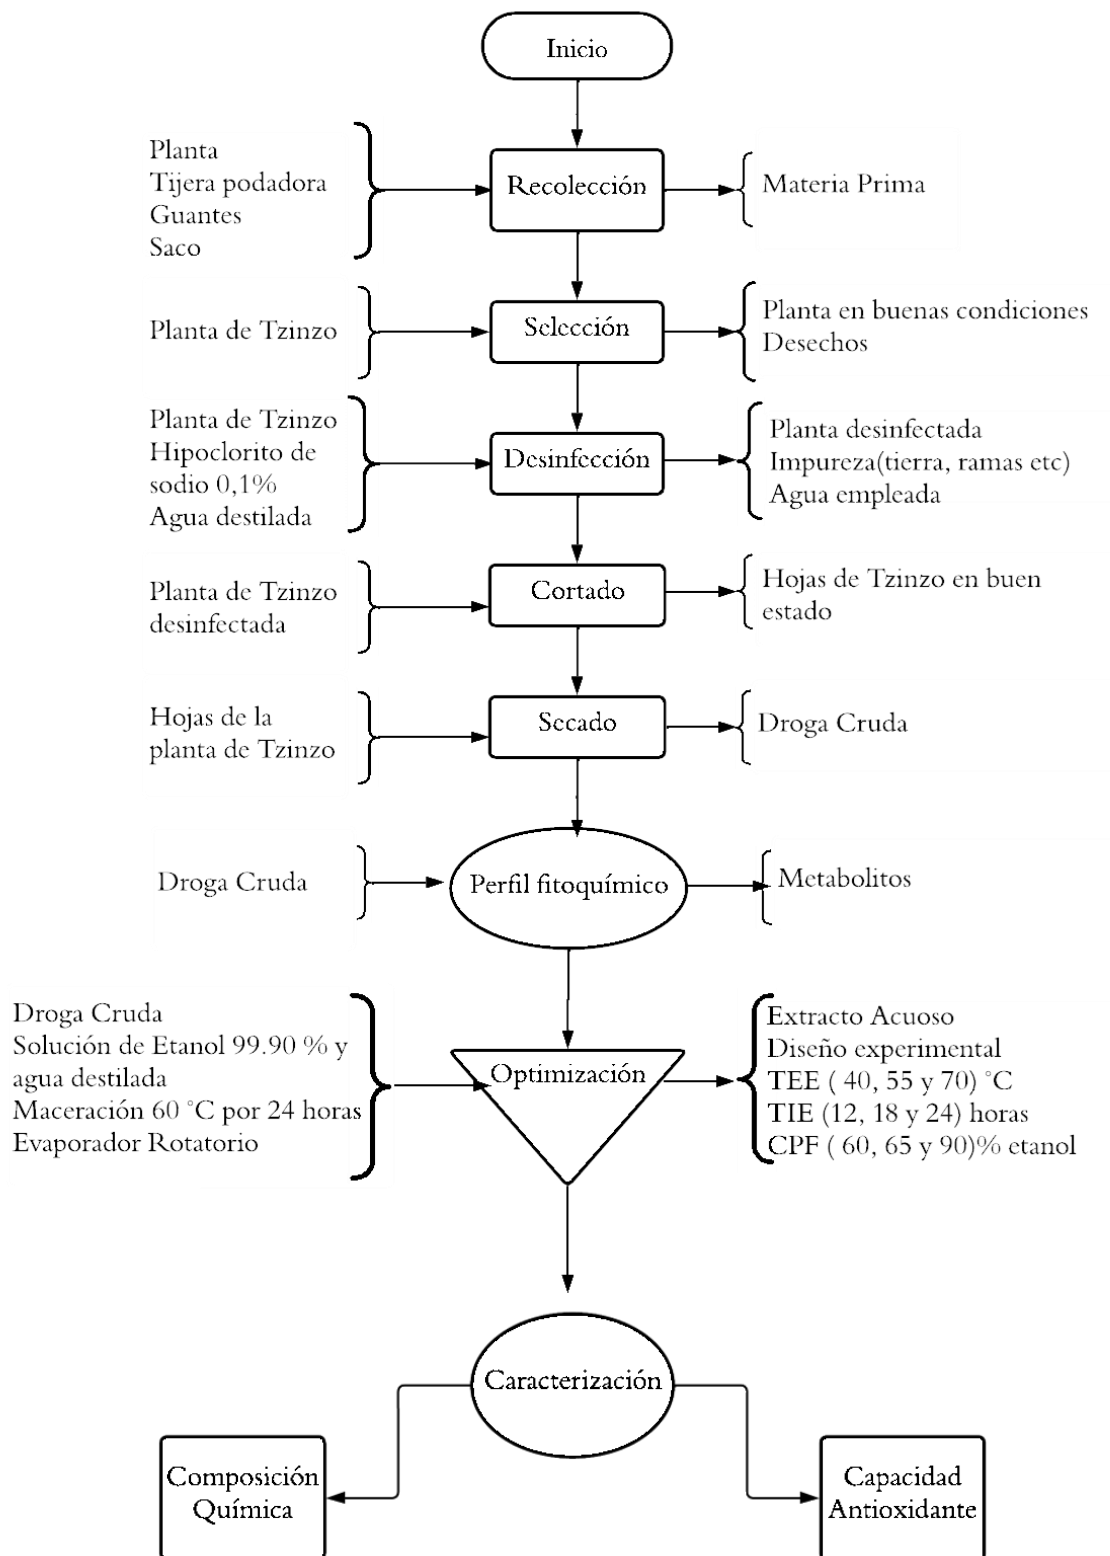 Inicio
Planta
Tijera podadora
Guantes
Saco
Recolección
Materia Prima
Planta de Tzinzo
Selección
Planta en buenas condiciones
Desechos
Planta de Tzinzo
Hipoclorito de
sodio 0,1%
Agua destilada
Desinfección
Planta desinfectada
Impureza(tierra, ramas etc)
Agua empleada
Planta de Tzinzo
desinfectada
Cortado
Hojas de Tzinzo en buen
estado
Hojas de la
planta de Tzinzo
Secado
Droga Cruda
Droga Cruda
Perfil fitoquímico
Metabolitos
Droga Cruda
Solución de Etanol 99.90 % y
agua destilada
Maceración 60 °C por 24 horas
Evaporador Rotatorio
Optimización
Extracto Acuoso
Diseño experimental
TEE ( 40, 55 y 70) °C
TIE (12, 18 y 24) horas
CPF ( 60, 65 y 90)% etanol
Caracterización
Composición
Química
Capacidad
Antioxidante